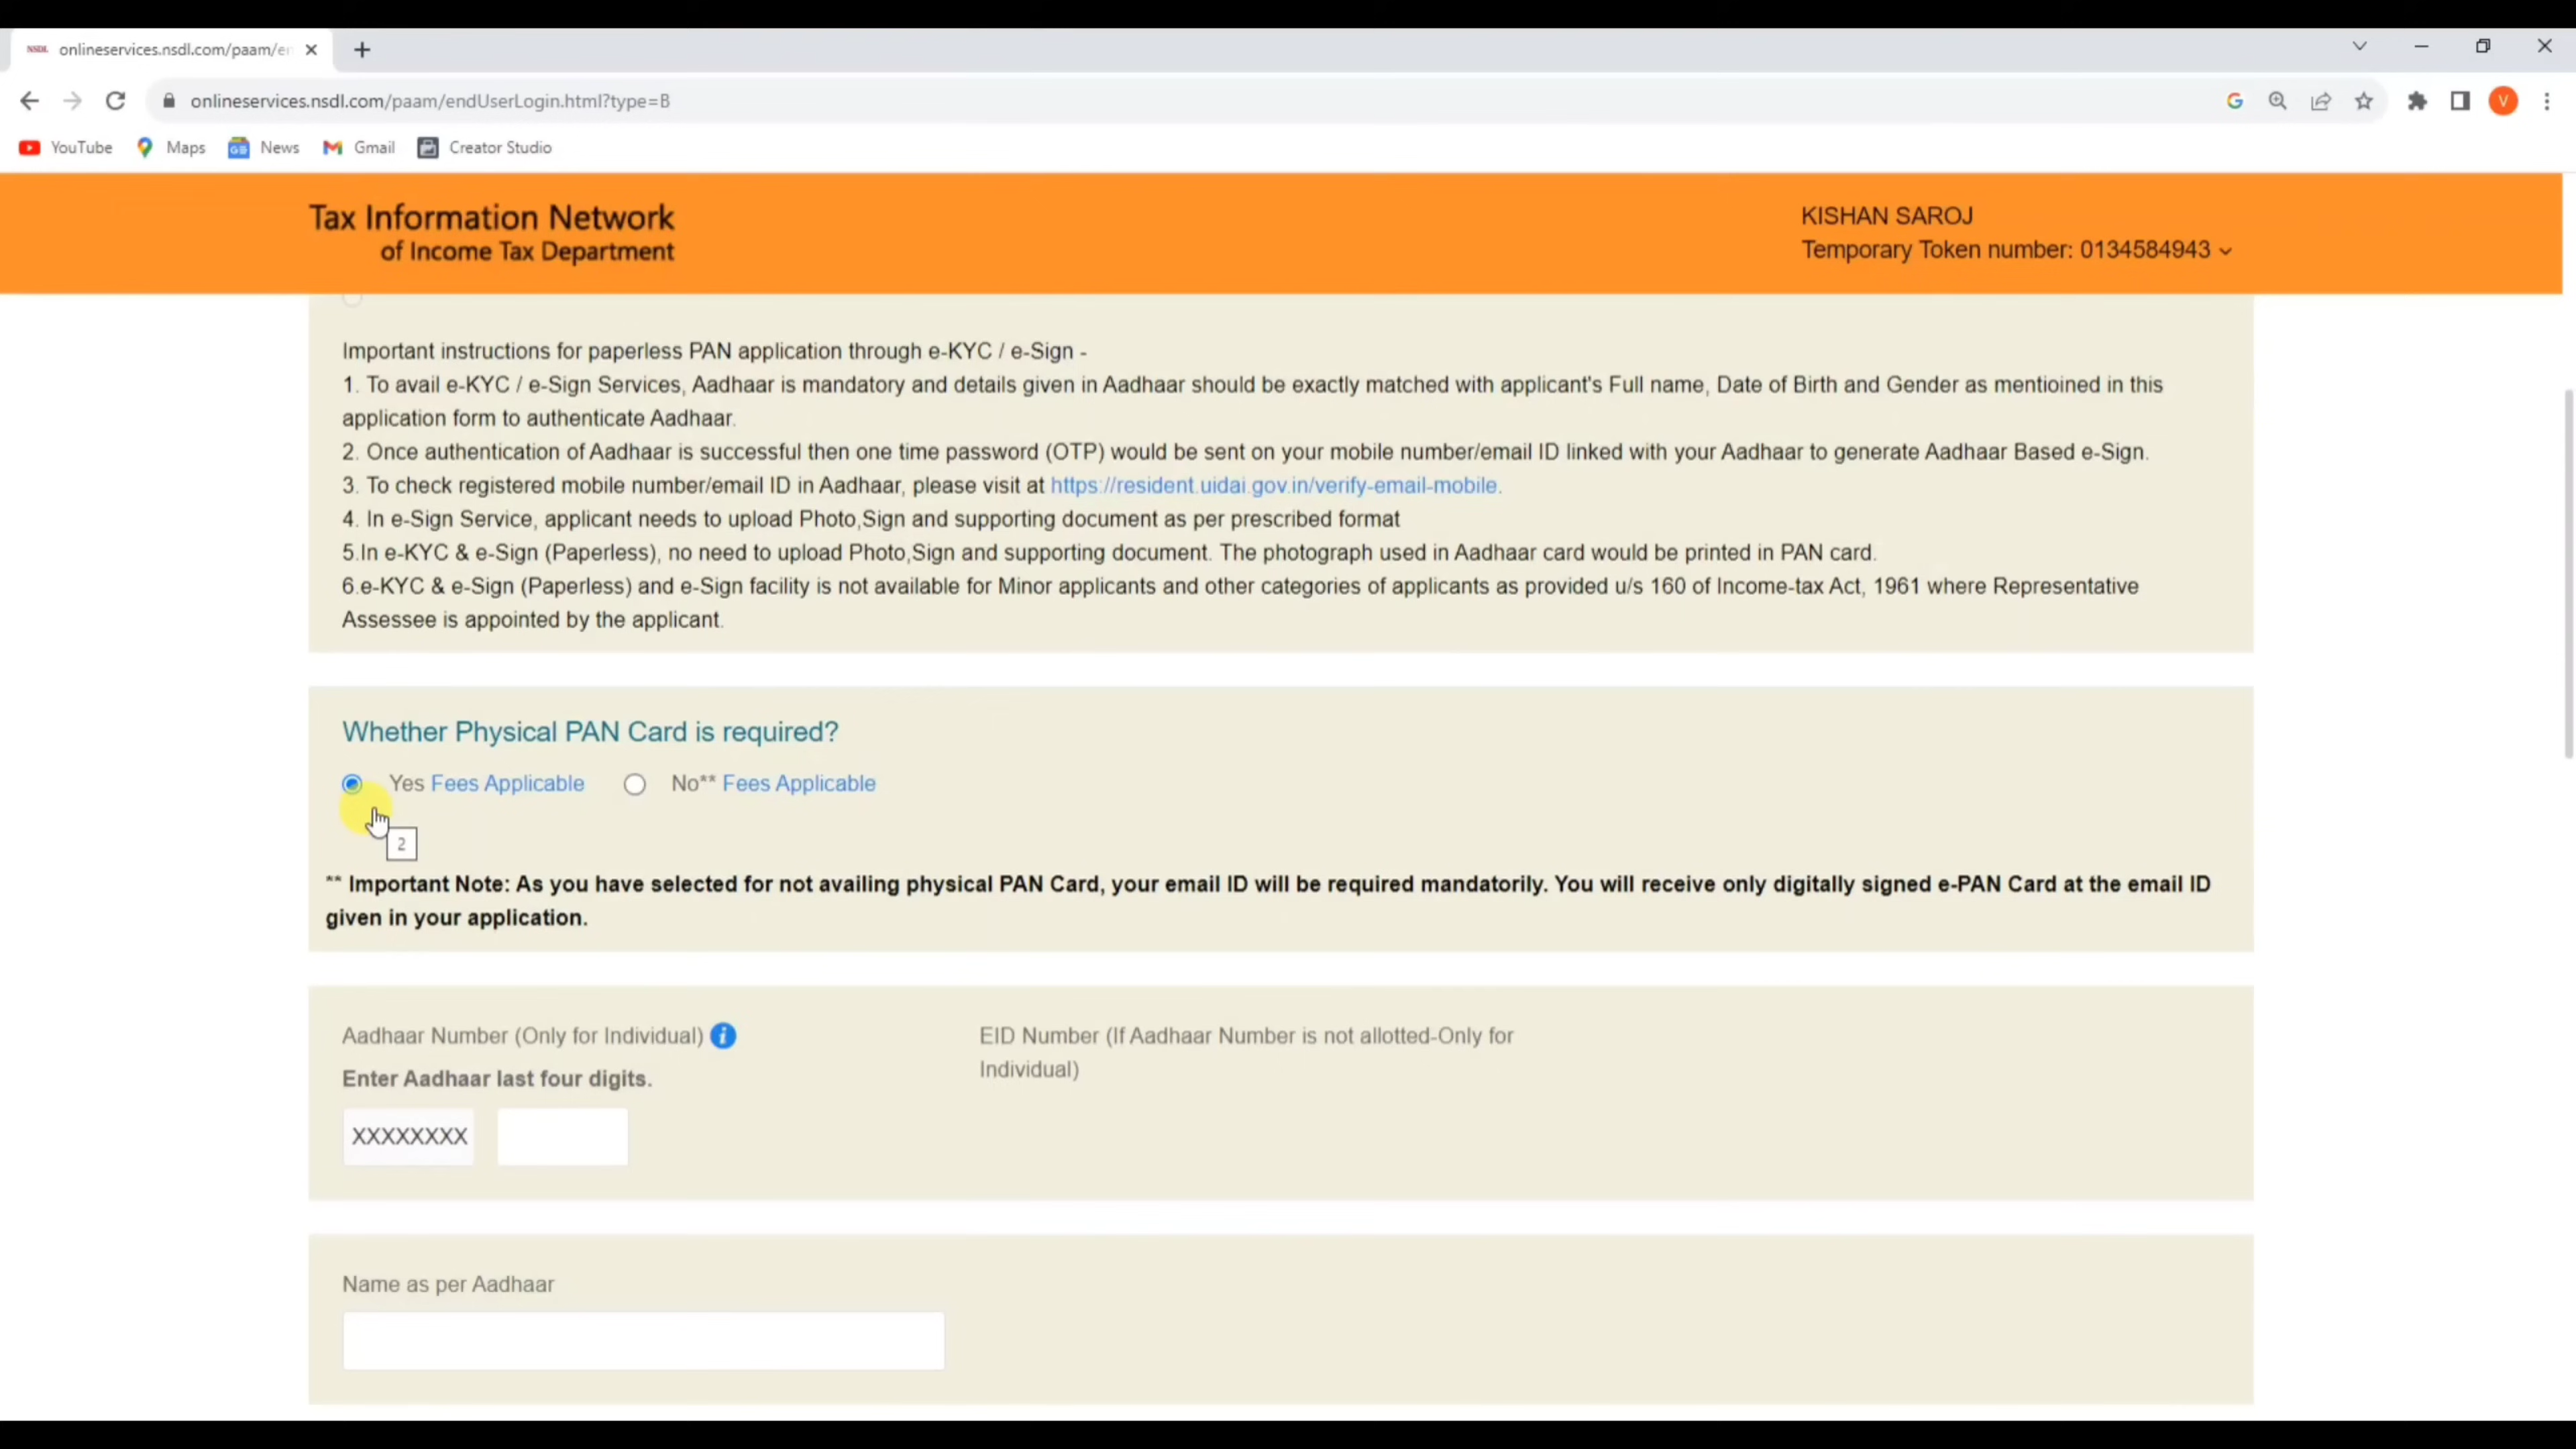 NSDL onlineservices.nsdl.com/paam/en
onlineservices.nsdl.com/paam/endUserLogin.html?type=B
V
YouTube Maps News Gmail Creator Studio
Tax Information Network
of Income Tax Department
KISHAN SAROJ
Temporary Token number: 0134584943
Important instructions for paperless PAN application through e-KYC / e-Sign -
1. To avail e-KYC / e-Sign Services, Aadhaar is mandatory and details given in Aadhaar should be exactly matched with applicant's Full name, Date of Birth and Gender as mentioined in this
application form to authenticate Aadhaar.
2. Once authentication of Aadhaar is successful then one time password (OTP) would be sent on your mobile number/email ID linked with your Aadhaar to generate Aadhaar Based e-Sign.
3. To check registered mobile number/email ID in Aadhaar, please visit at https://resident.uidai.gov.in/verify-email-mobile.
4. In e-Sign Service, applicant needs to upload Photo,Sign and supporting document as per prescribed format
5.In e-KYC & e-Sign (Paperless), no need to upload Photo,Sign and supporting document. The photograph used in Aadhaar card would be printed in PAN card.
6.e-KYC & e-Sign (Paperless) and e-Sign facility is not available for Minor applicants and other categories of applicants as provided u/s 160 of Income-tax Act, 1961 where Representative
Assessee is appointed by the applicant.
Whether Physical PAN Card is required?
Yes Fees Applicable No** Fees Applicable
2
** Important Note: As you have selected for not availing physical PAN Card, your email ID will be required mandatorily. You will receive only digitally signed e-PAN Card at the email ID
given in your application.
Aadhaar Number (Only for Individual) i
Enter Aadhaar last four digits.
XXXXXXXX
EID Number (If Aadhaar Number is not allotted-Only for
Individual)
Name as per Aadhaar